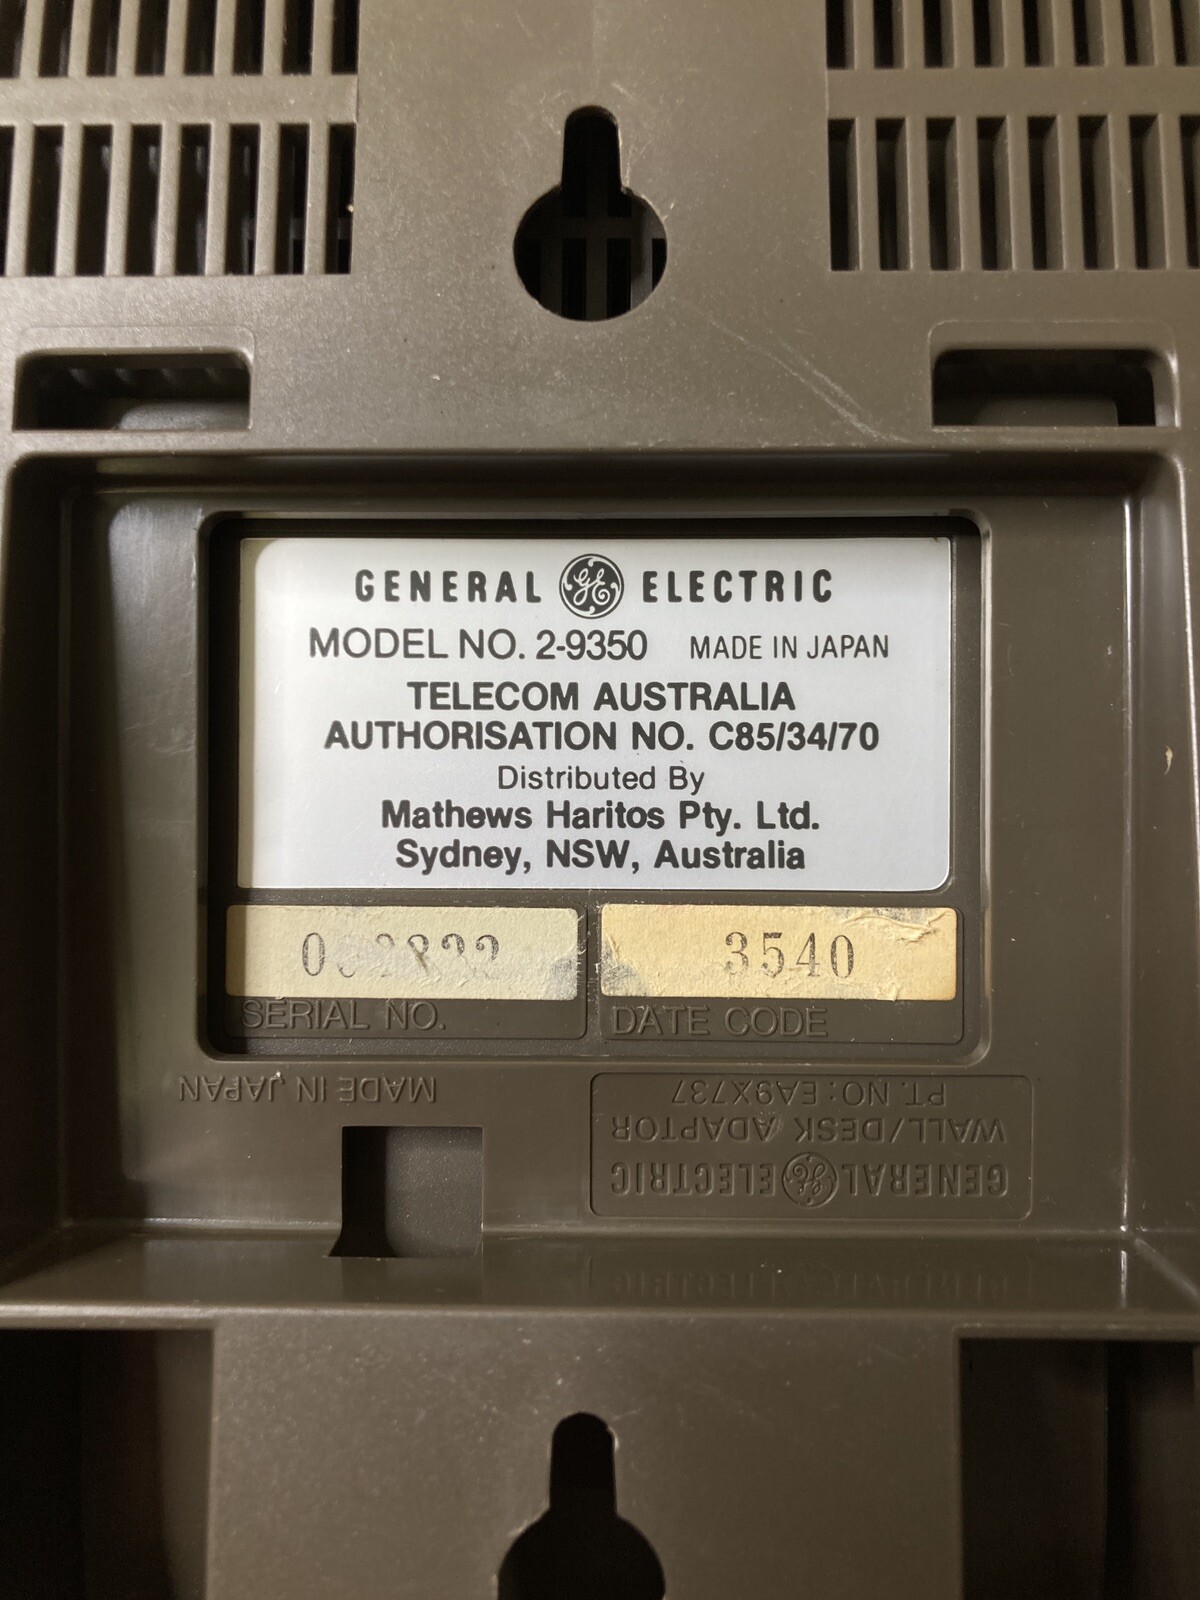 GENERAL GE ELECTRIC
MODEL NO. 2-9350 MADE IN JAPAN
TELECOM AUSTRALIA
AUTHORISATION NO. C85/34/70
Distributed By
Mathews Haritos Pty. Ltd.
Sydney, NSW, Australia
3540
SERIAL NO. DATE CODE
MADE IN JAPAN
GENERAL GE ELECTRIC
WALL/DESK ADAPTOR
PT. NO: EA9X737